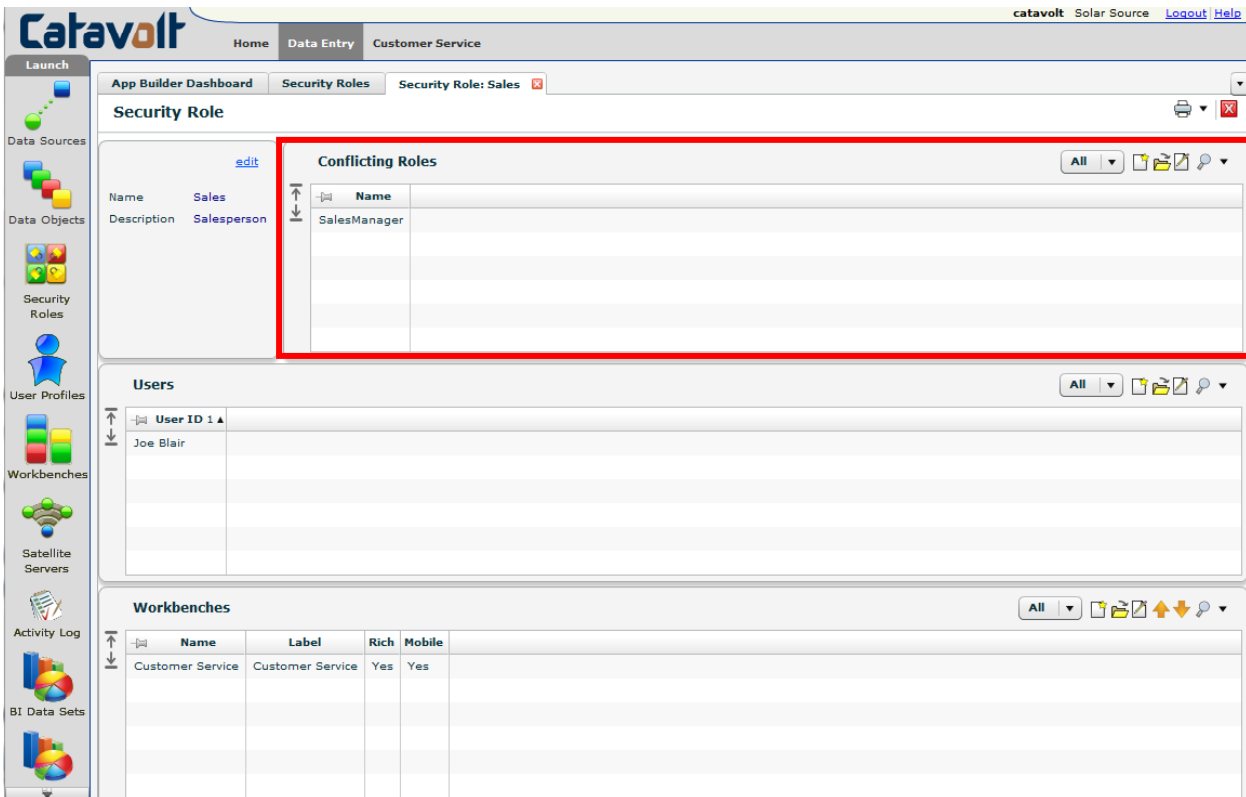 catavolt Solar Source Logout Help
Catavolt
Home Data Entry Customer Service
Launch
App Builder Dashboard Security Roles Security Role: Sales
Security Role
Data Sources
edit
Name Sales
Description Salesperson
Conflicting Roles
All
Name
SalesManager
Data Objects
Security
Roles
User Profiles
Users
All
User ID 1
Joe Blair
Workbenches
Satellite
Servers
Workbenches
All
Name Label Rich Mobile
Customer Service Customer Service Yes Yes
Activity Log
BI Data Sets